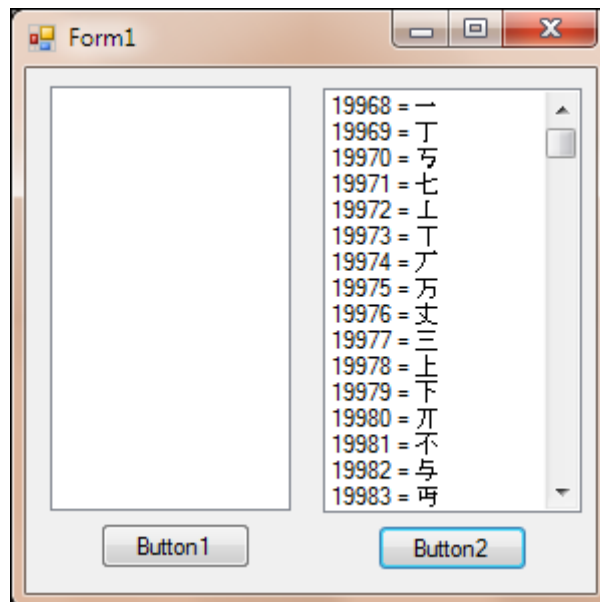 Form1
19968 = 一
19969 = 丁
19970 = 丂
19971 = 七
19972 = 丄
19973 = 丅
19974 = 丆
19975 = 万
19976 = 丈
19977 = 三
19978 = 上
19979 = 下
19980 = 丌
19981 = 不
19982 = 与
19983 = 丏
Button1
Button2